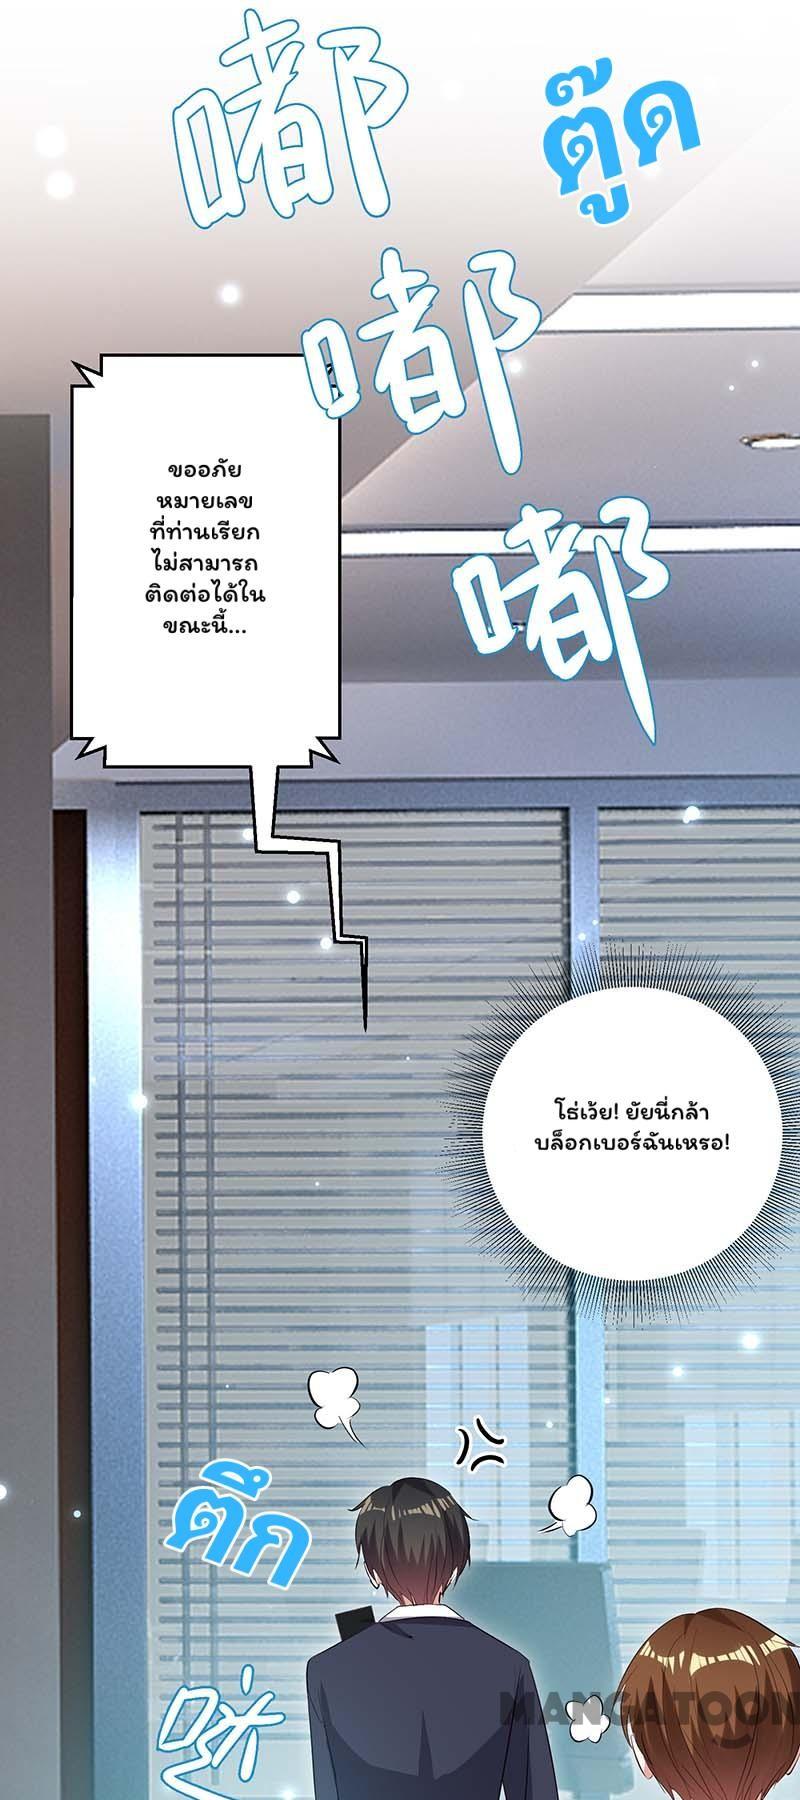 嘟
ตู๊ด
嘟
嘟
ขออภัย
หมายเลข
ที่ท่านเรียก
ไม่สามารถ
ติดต่อได้ใน
ขณะนี้...
โธ่เว้ย! ยัยนี่กล้า
บล็อกเบอร์ฉันเหรอ!
ตึก
MANGATOON